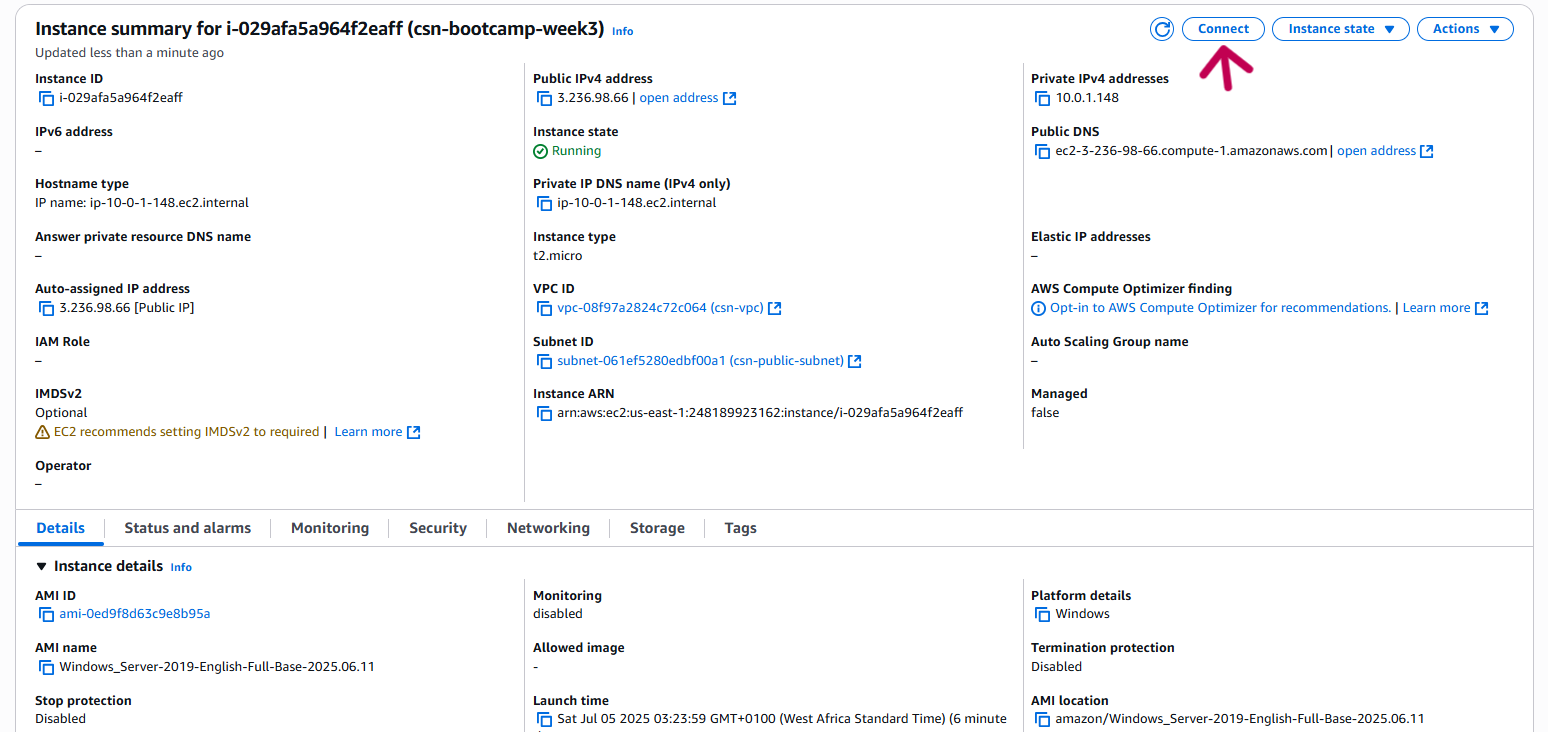 Instance summary for i-029afa5a964f2eaff (csn-bootcamp-week3) Info
Connect
Instance state
Actions
Updated less than a minute ago
Instance ID
i-029afa5a964f2eaff
Public IPv4 address
3.236.98.66 | open address
Private IPv4 addresses
10.0.1.148
IPv6 address
–
Instance state
Running
Public DNS
ec2-3-236-98-66.compute-1.amazonaws.com | open address
Hostname type
IP name: ip-10-0-1-148.ec2.internal
Private IP DNS name (IPv4 only)
ip-10-0-1-148.ec2.internal
Answer private resource DNS name
–
Instance type
t2.micro
Elastic IP addresses
–
Auto-assigned IP address
3.236.98.66 [Public IP]
VPC ID
vpc-08f97a2824c72c064 (csn-vpc)
AWS Compute Optimizer finding
Opt-in to AWS Compute Optimizer for recommendations. | Learn more
IAM Role
–
Subnet ID
subnet-061ef5280edbf00a1 (csn-public-subnet)
Auto Scaling Group name
–
IMDSv2
Optional
EC2 recommends setting IMDSv2 to required | Learn more
Instance ARN
arn:aws:ec2:us-east-1:248189923162:instance/i-029afa5a964f2eaff
Managed
false
Operator
–
Details
Status and alarms
Monitoring
Security
Networking
Storage
Tags
Instance details Info
AMI ID
ami-0ed9f8d63c9e8b95a
Monitoring
disabled
Platform details
Windows
AMI name
Windows_Server-2019-English-Full-Base-2025.06.11
Allowed image
-
Termination protection
Disabled
Stop protection
Disabled
Launch time
Sat Jul 05 2025 03:23:59 GMT+0100 (West Africa Standard Time) (6 minute
AMI location
amazon/Windows_Server-2019-English-Full-Base-2025.06.11